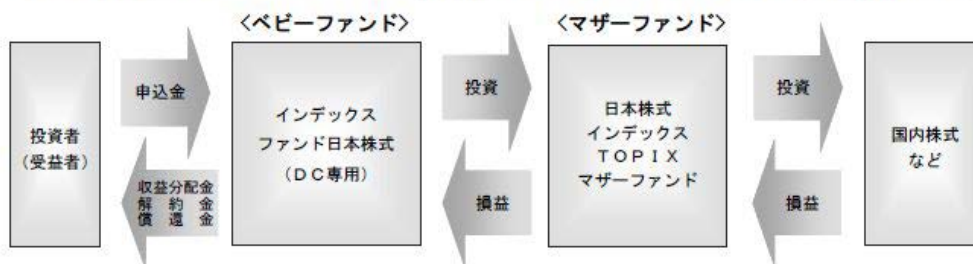 〈ベビーファンド〉
〈マザーファンド〉
投資者
（受益者）
申込金
収益分配金
解約金
償還金
インデックス
ファンド日本株式
（ＤＣ専用）
投資
損益
日本株式
インデックス
ＴＯＰＩＸ
マザーファンド
投資
損益
国内株式
など